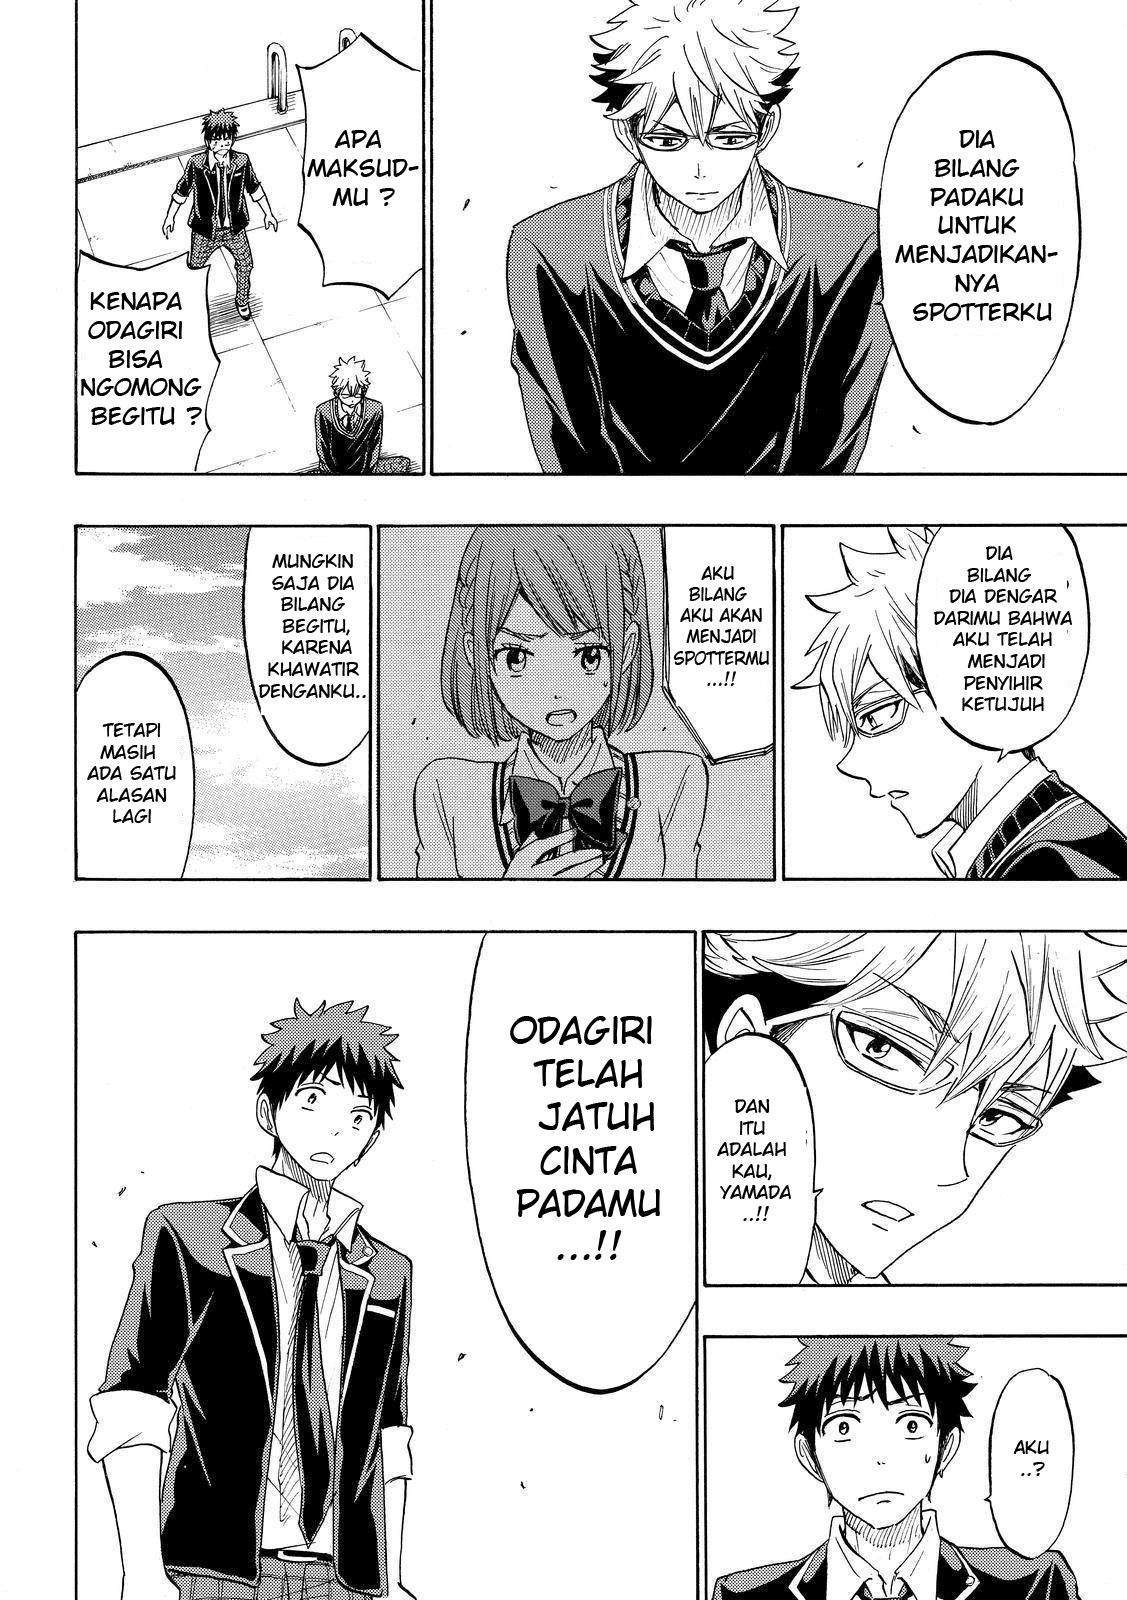 DIA
BILANG
PADAKU
UNTUK
MENJADIKAN-
NYA
SPOTTERKU
APA
MAKSUD-
MU ?
KENAPA
ODAGIRI
BISA
NGOMONG
BEGITU ?
DIA
BILANG
DIA DENGAR
DARIMU BAHWA
AKU TELAH
MENJADI
PENYIHIR
KETUJUH
AKU
BILANG
AKU AKAN
MENJADI
SPOTTERMU
...!!
MUNGKIN
SAJA DIA
BILANG
BEGITU,
KARENA
KHAWATIR
DENGANKU..
TETAPI
MASIH
ADA SATU
ALASAN
LAGI
DAN
ITU
ADALAH
KAU,
YAMADA
..!!
AKU
..?
ODAGIRI
TELAH
JATUH
CINTA
PADAMU
...!!